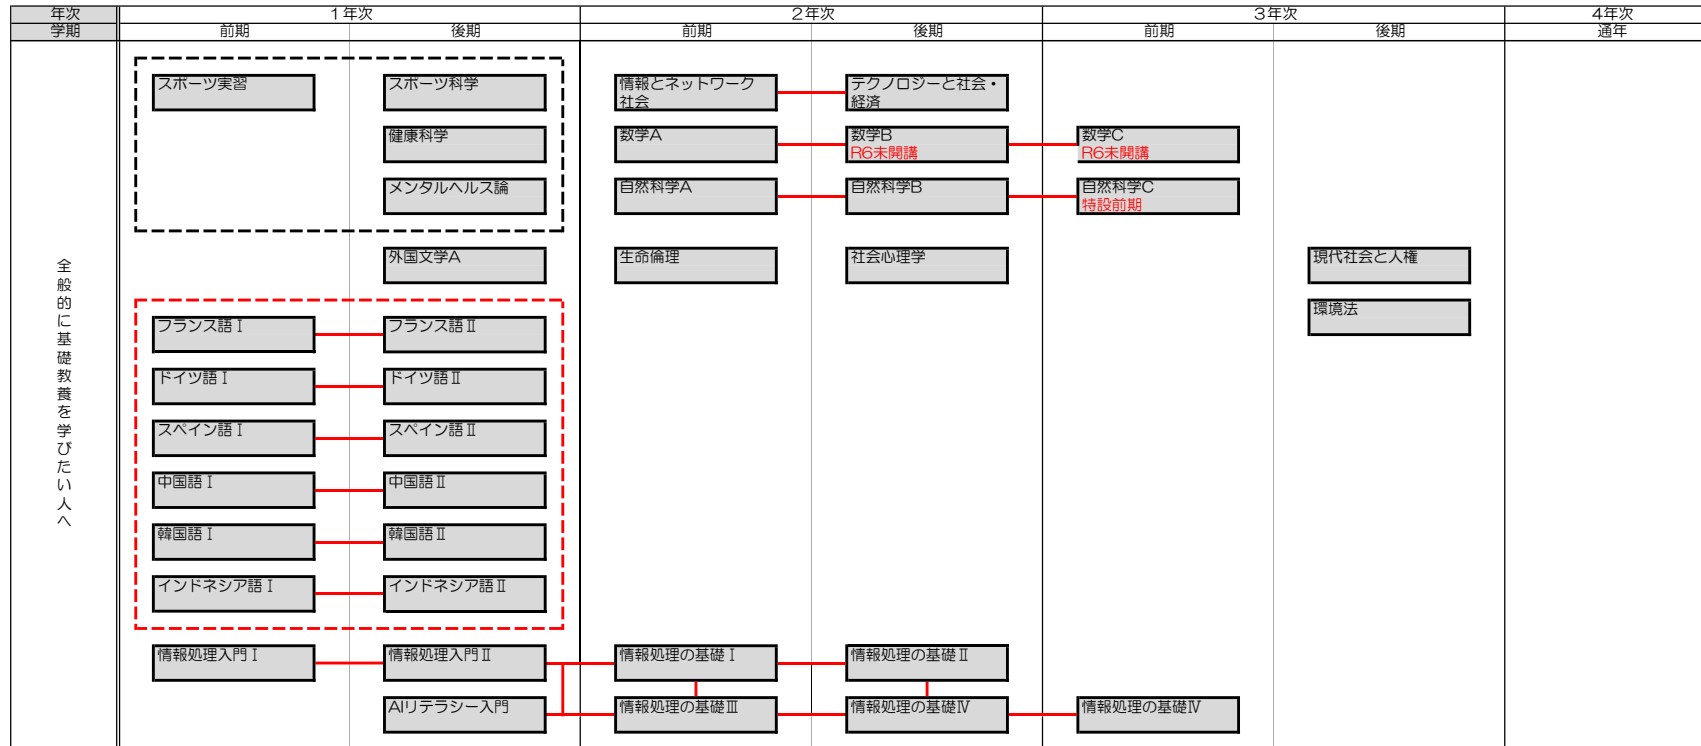 年次
1年次
2年次
3年次
4年次
学期
前期
後期
前期
後期
前期
後期
通年
全般的に基礎教養を学びたい人へ
スポーツ実習
スポーツ科学
情報とネットワーク
社会
テクノロジーと社会・
経済
健康科学
数学A
数学B
R6未開講
数学C
R6未開講
メンタルヘルス論
自然科学A
自然科学B
自然科学C
特設前期
外国文学A
生命倫理
社会心理学
現代社会と人権
環境法
フランス語Ⅰ
フランス語Ⅱ
ドイツ語Ⅰ
ドイツ語Ⅱ
スペイン語Ⅰ
スペイン語Ⅱ
中国語Ⅰ
中国語Ⅱ
韓国語Ⅰ
韓国語Ⅱ
インドネシア語Ⅰ
インドネシア語Ⅱ
情報処理入門Ⅰ
情報処理入門Ⅱ
情報処理の基礎Ⅰ
情報処理の基礎Ⅱ
AIリテラシー入門
情報処理の基礎Ⅲ
情報処理の基礎Ⅳ
情報処理の基礎Ⅳ